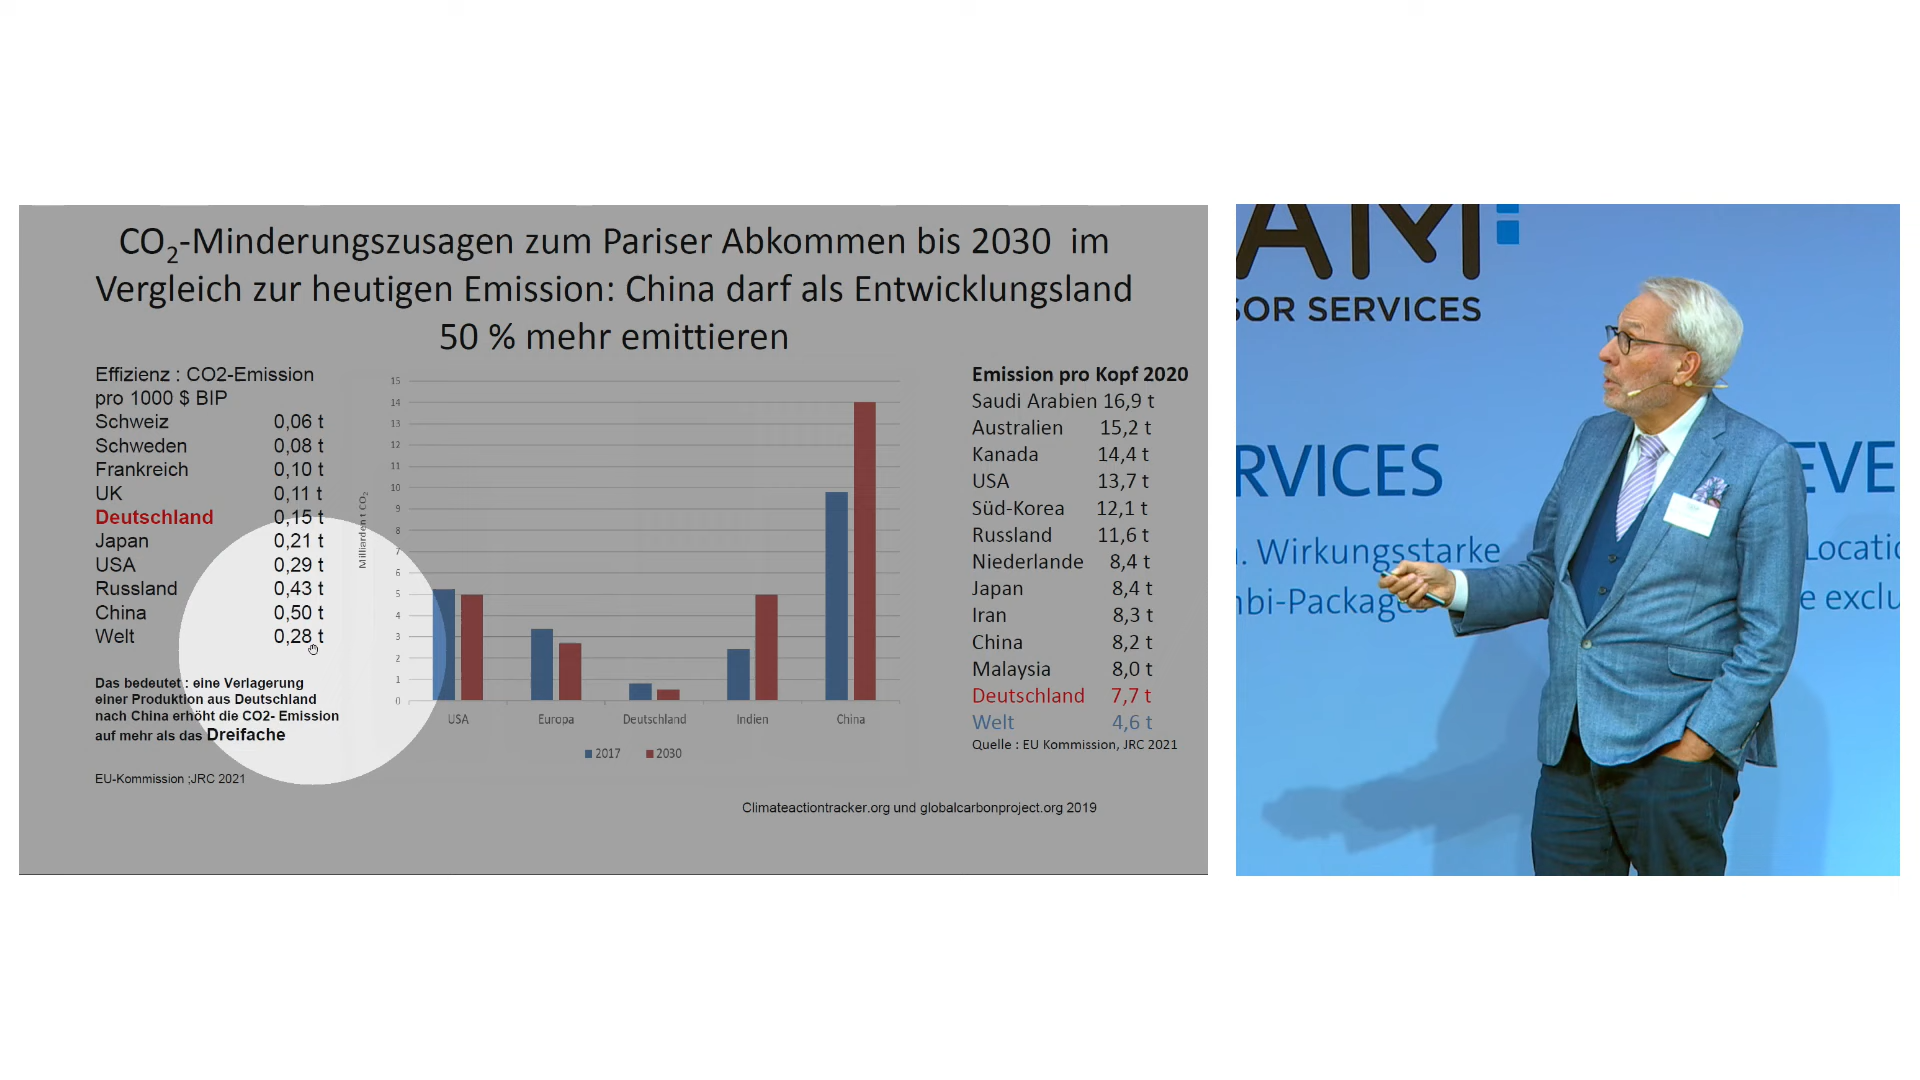 CO2-Minderungszusagen zum Pariser Abkommen bis 2030 im
Vergleich zur heutigen Emission: China darf als Entwicklungsland
50 % mehr emittieren
Effizienz : CO2-Emission
pro 1000 $ BIP
Schweiz 0,06 t
Schweden 0,08 t
Frankreich 0,10 t
UK 0,11 t
Deutschland 0,15 t
Japan 0,21 t
USA 0,29 t
Russland 0,43 t
China 0,50 t
Welt 0,28 t
Das bedeutet : eine Verlagerung
einer Produktion aus Deutschland
nach China erhöht die CO2- Emission
auf mehr als das Dreifache
EU-Kommission ;JRC 2021
Milliarden t CO2
15
14
13
12
11
10
9
8
7
6
5
4
3
2
1
0
USA Europa Deutschland Indien China
2017 2030
Emission pro Kopf 2020
Saudi Arabien 16,9 t
Australien 15,2 t
Kanada 14,4 t
USA 13,7 t
Süd-Korea 12,1 t
Russland 11,6 t
Niederlande 8,4 t
Japan 8,4 t
Iran 8,3 t
China 8,2 t
Malaysia 8,0 t
Deutschland 7,7 t
Welt 4,6 t
Quelle : EU Kommission, JRC 2021
Climateactiontracker.org und globalcarbonproject.org 2019
AM
SOR SERVICES
RVICES
. Wirkungsstarke
mbi-Packages
EVE
Locatio
e exclu